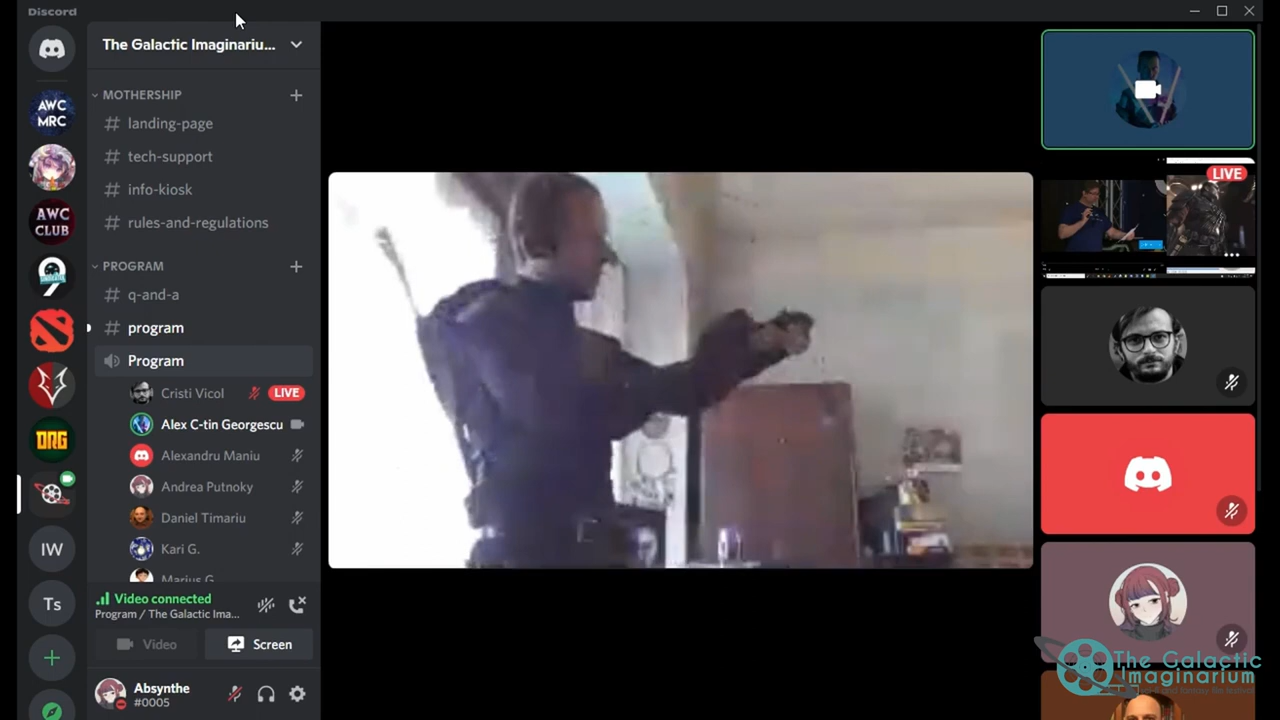 Discord
The Galactic Imaginariu...
MOTHERSHIP
landing-page
tech-support
info-kiosk
rules-and-regulations
PROGRAM
q-and-a
program
Program
Cristi Vicol LIVE
Alex C-tin Georgescu
Alexandru Maniu
Andrea Putnoky
Daniel Timariu
Kari G.
Marius G.
Video connected
Program / The Galactic Ima...
Video Screen
Absynthe
#0005
AWC
MRC
AWC
CLUB
ORG
IW
Ts
LIVE
The Galactic
Imaginarium